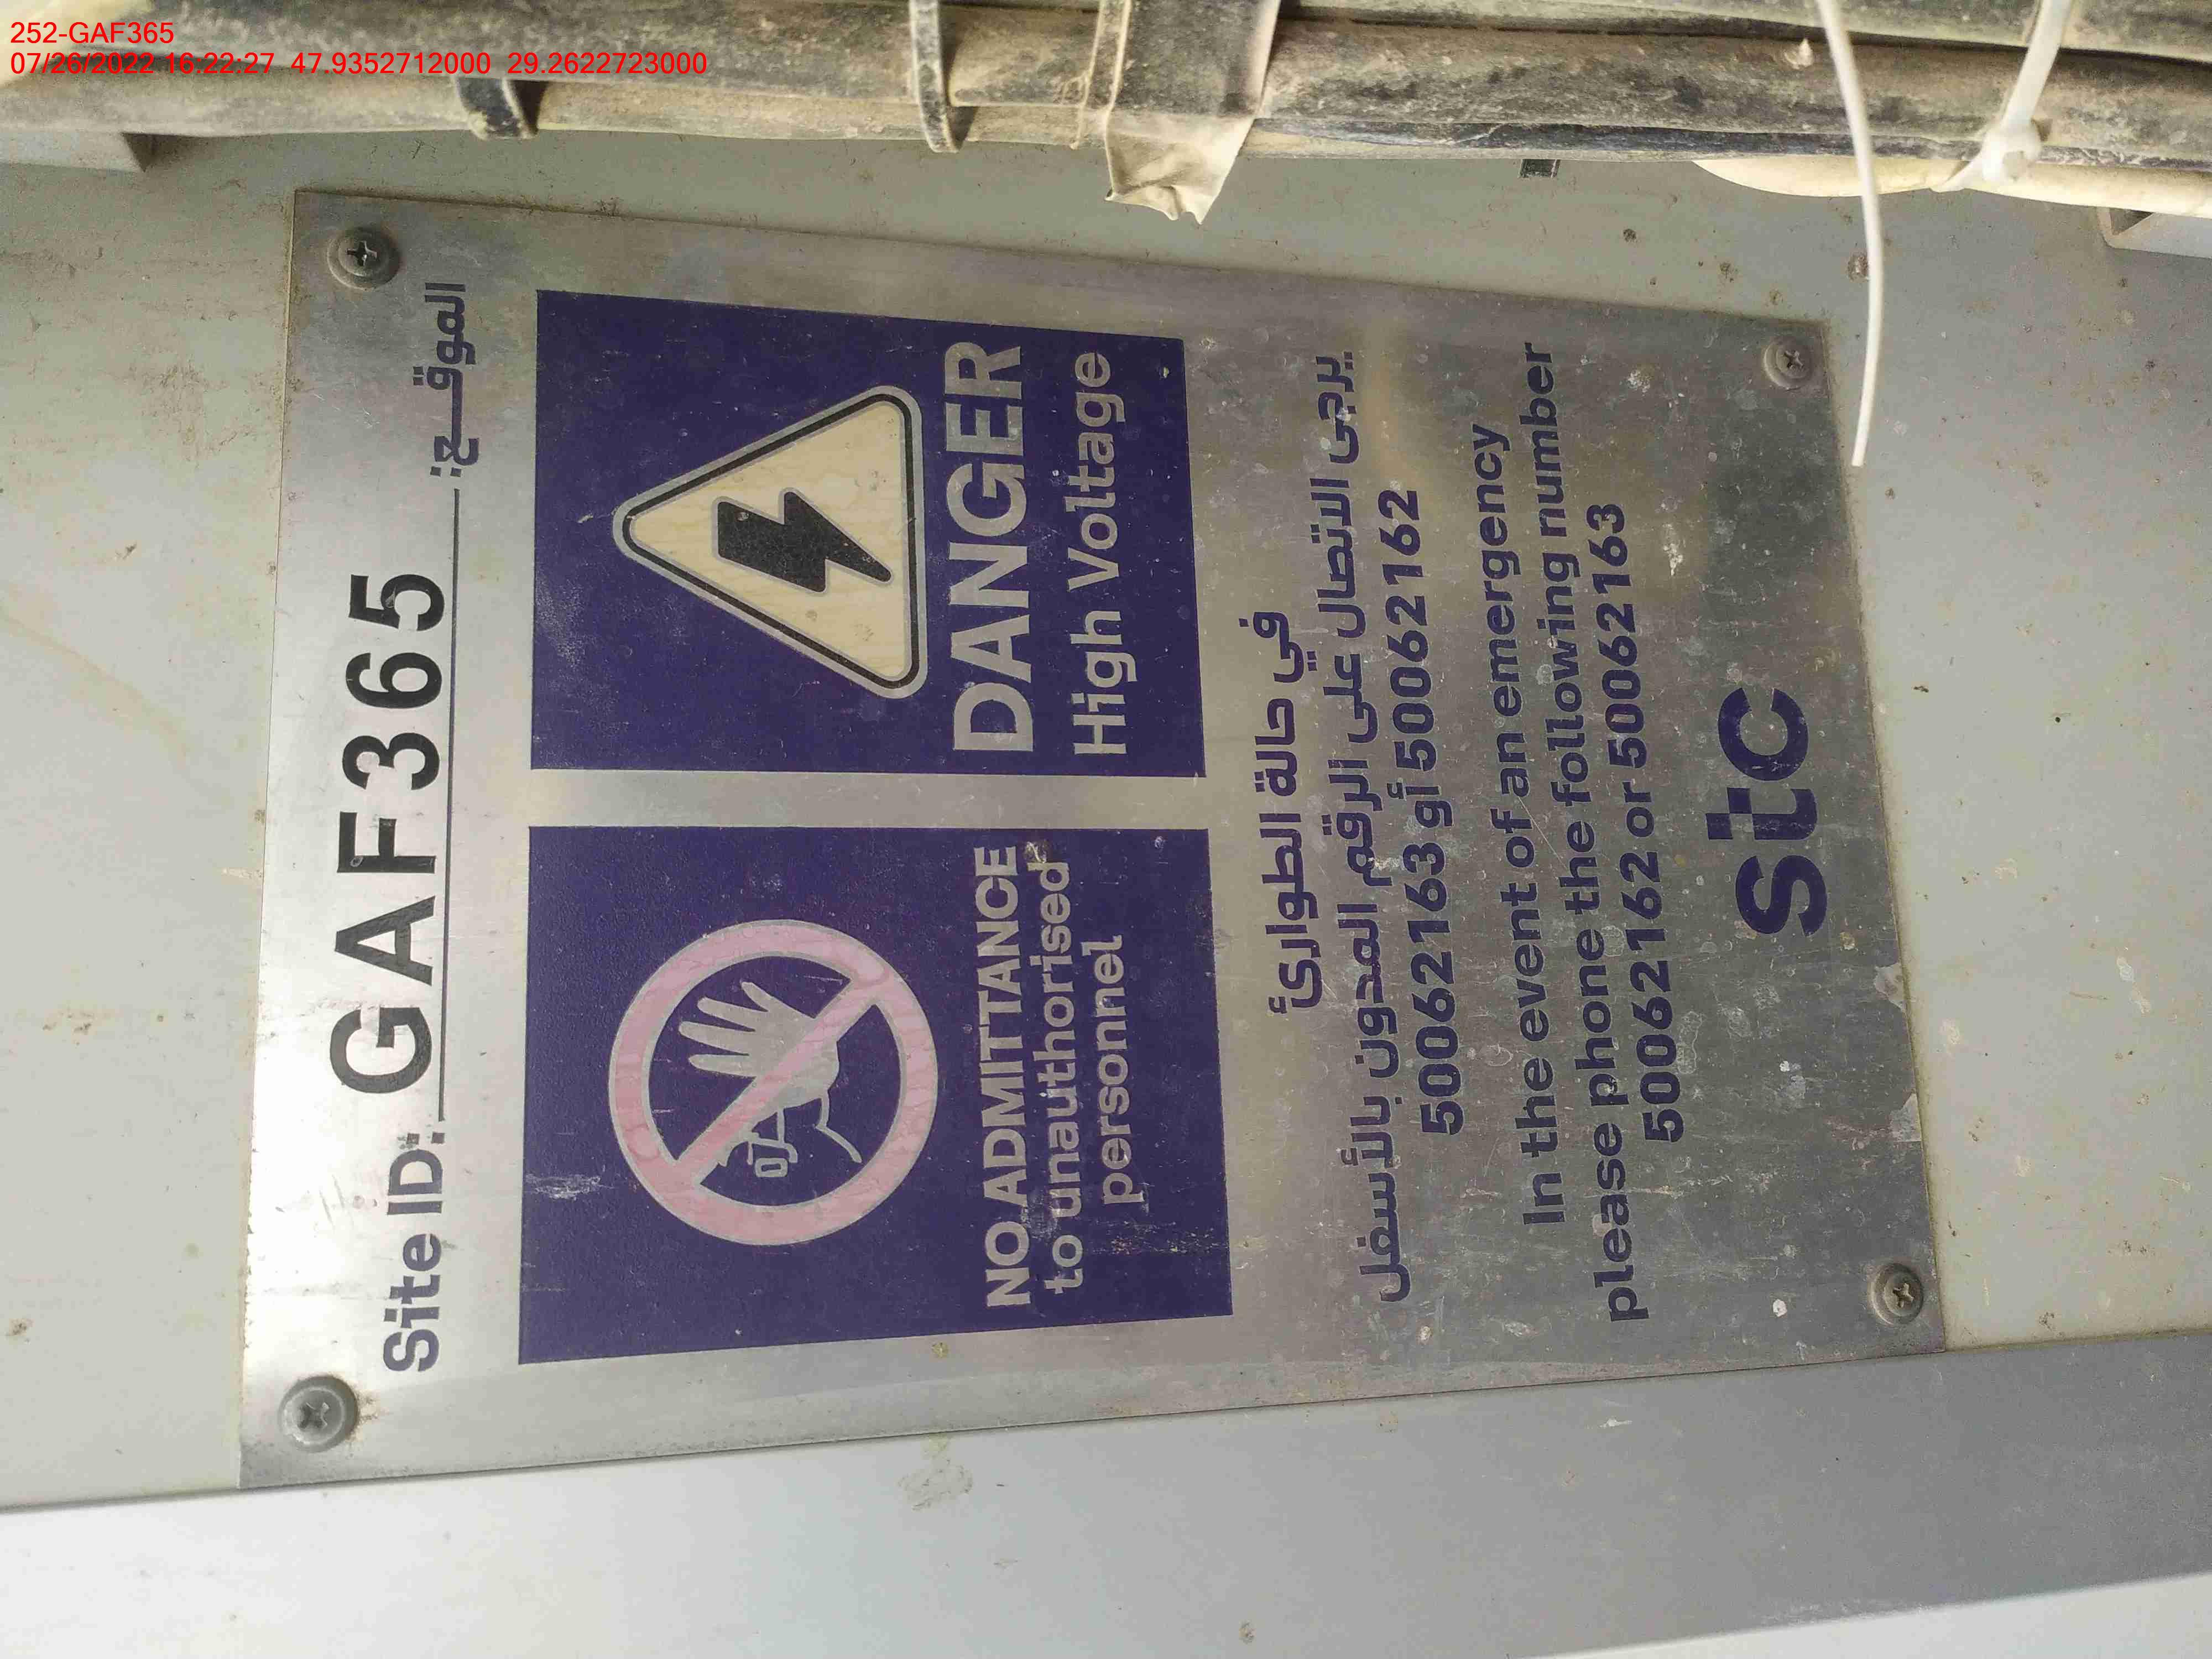 252-GAF365
07/26/2022 16:22:27 47.9352712000 29.2622723000
Site ID: GAF365 الموقـــع:
NO ADMITTANCE
to unauthorised
personnel
DANGER
High Voltage
في حالة الطوارئ
يرجى الاتصال على الرقم المدون بالأسفل
50062163 أو 50062162
In the event of an emergency
please phone the following number
50062162 or 50062163
stc